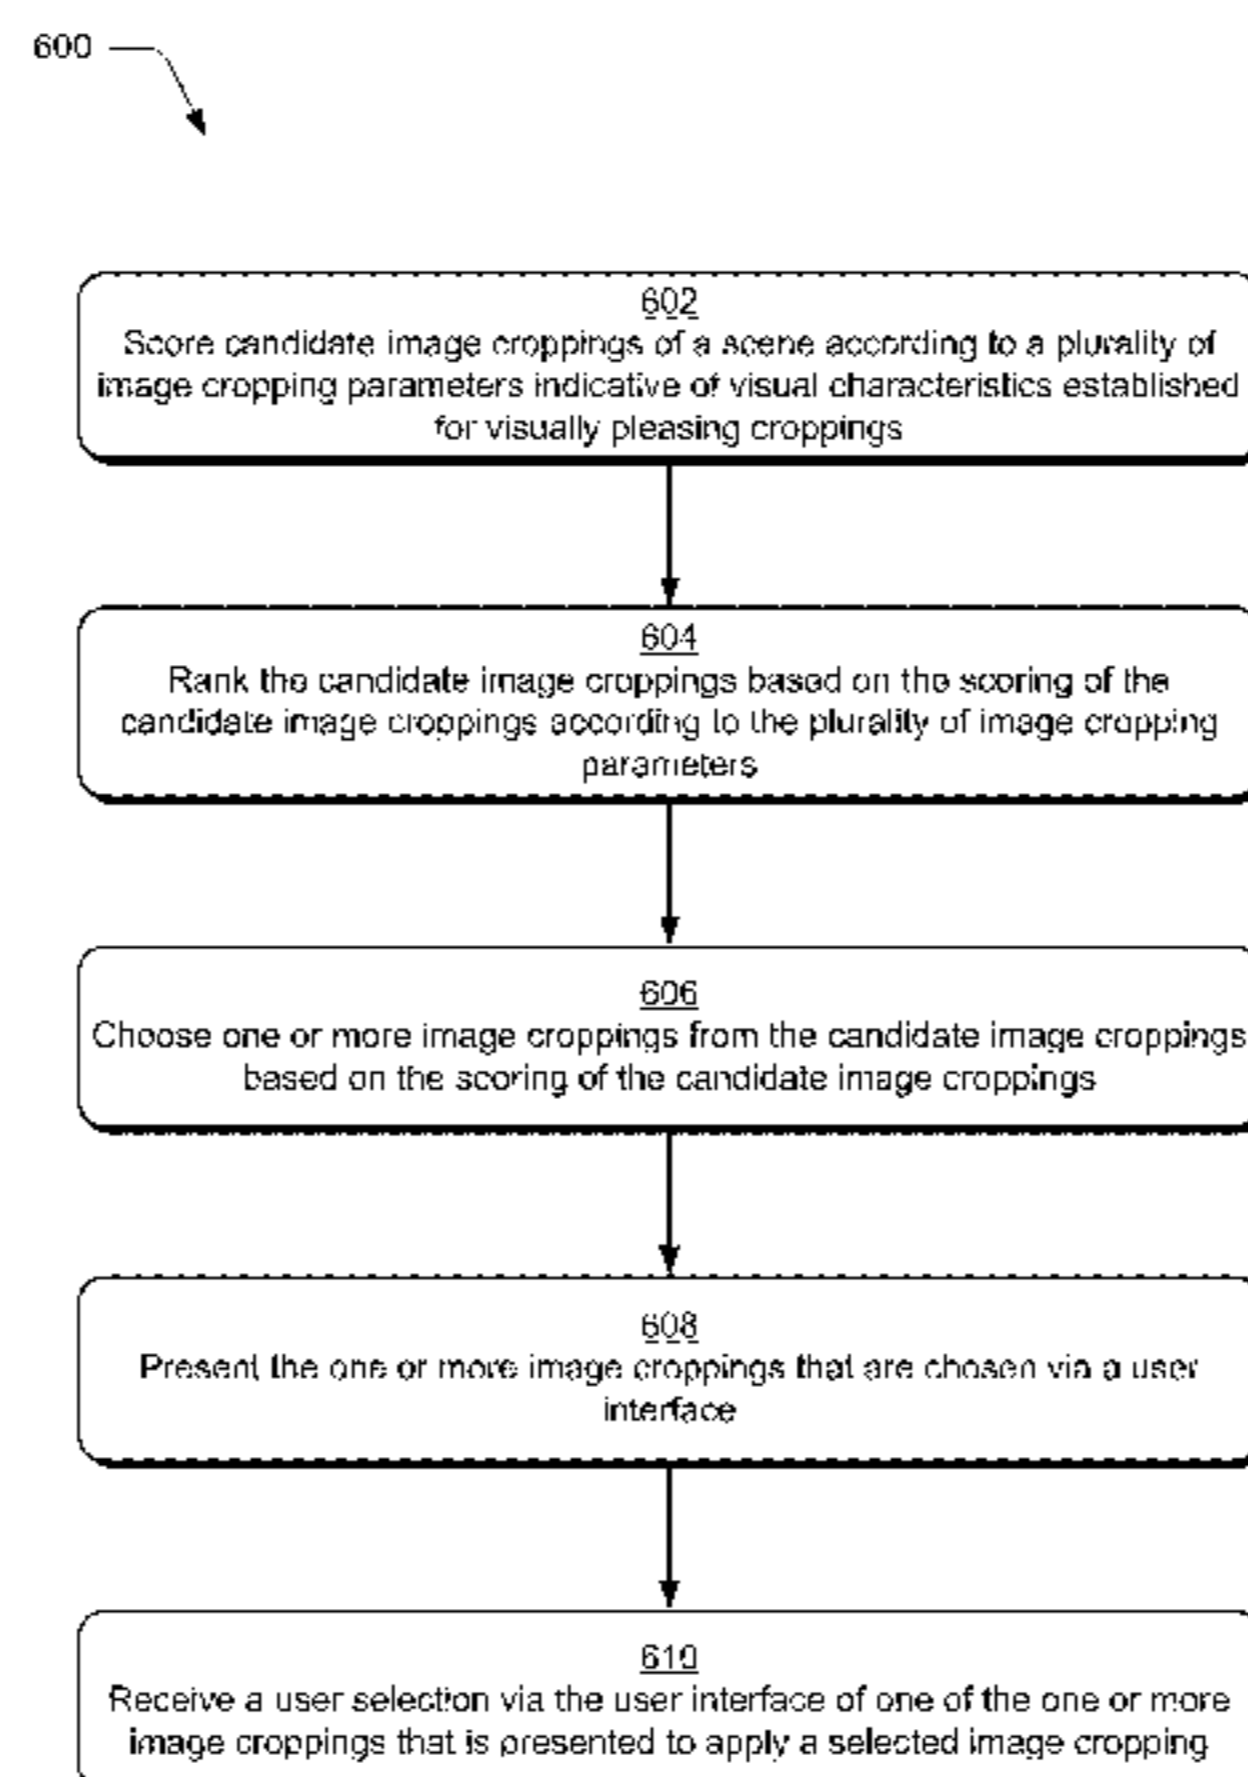 600
602
Score candidate image croppings of a scene according to a plurality of
image cropping parameters indicative of visual characteristics established
for visually pleasing croppings
604
Rank the candidate image croppings based on the scoring of the
candidate image croppings according to the plurality of image cropping
parameters
606
Choose one or more image croppings from the candidate image croppings
based on the scoring of the candidate image croppings
608
Present the one or more image croppings that are chosen via a user
interface
610
Receive a user selection via the user interface of one of the one or more
image croppings that is presented to apply a selected image cropping